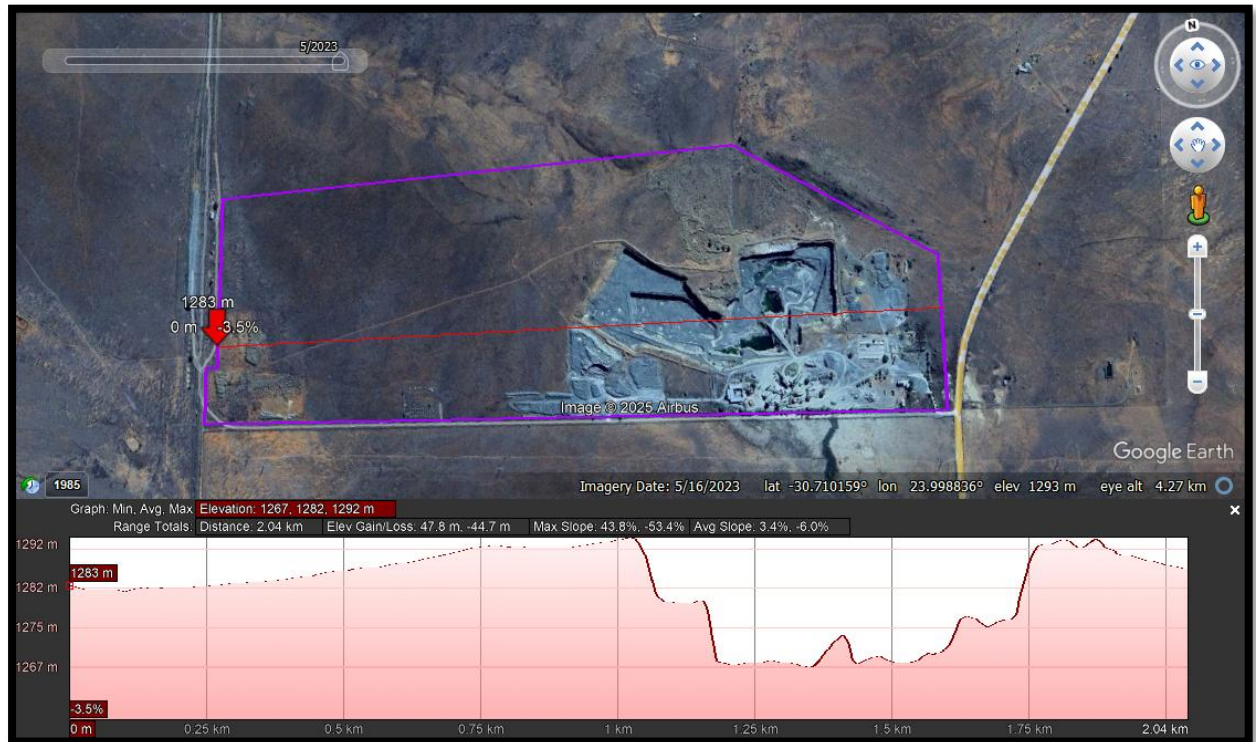 5/2023
N
1283 m
0 m -3.5%
Image © 2025 Airbus
Google Earth
1985
Imagery Date: 5/16/2023 lat -30.710159° lon 23.998836° elev 1293 m eye alt 4.27 km
Graph: Min, Avg, Max Elevation: 1267, 1282, 1292 m
Range Totals: Distance: 2.04 km Elev Gain/Loss: 47.8 m, -44.7 m Max Slope: 43.8%, -53.4% Avg Slope: 3.4%, -6.0%
1292 m
1283 m
1282 m
1275 m
1267 m
-3.5%
0 m 0.25 km 0.5 km 0.75 km 1 km 1.25 km 1.5 km 1.75 km 2.04 km